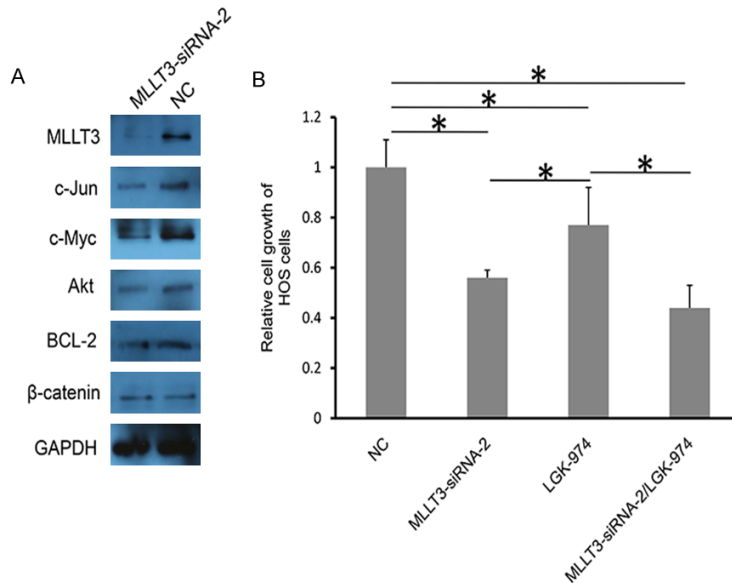 A
MLLT3-siRNA-2
NC
MLLT3
c-Jun
c-Myc
Akt
BCL-2
β-catenin
GAPDH
B
*
*
*
*
*
1.2
1
0.8
0.6
0.4
0.2
0
Relative cell growth of
HOS cells
NC
MLLT3-siRNA-2
LGK-974
MLLT3-siRNA-2/LGK-974